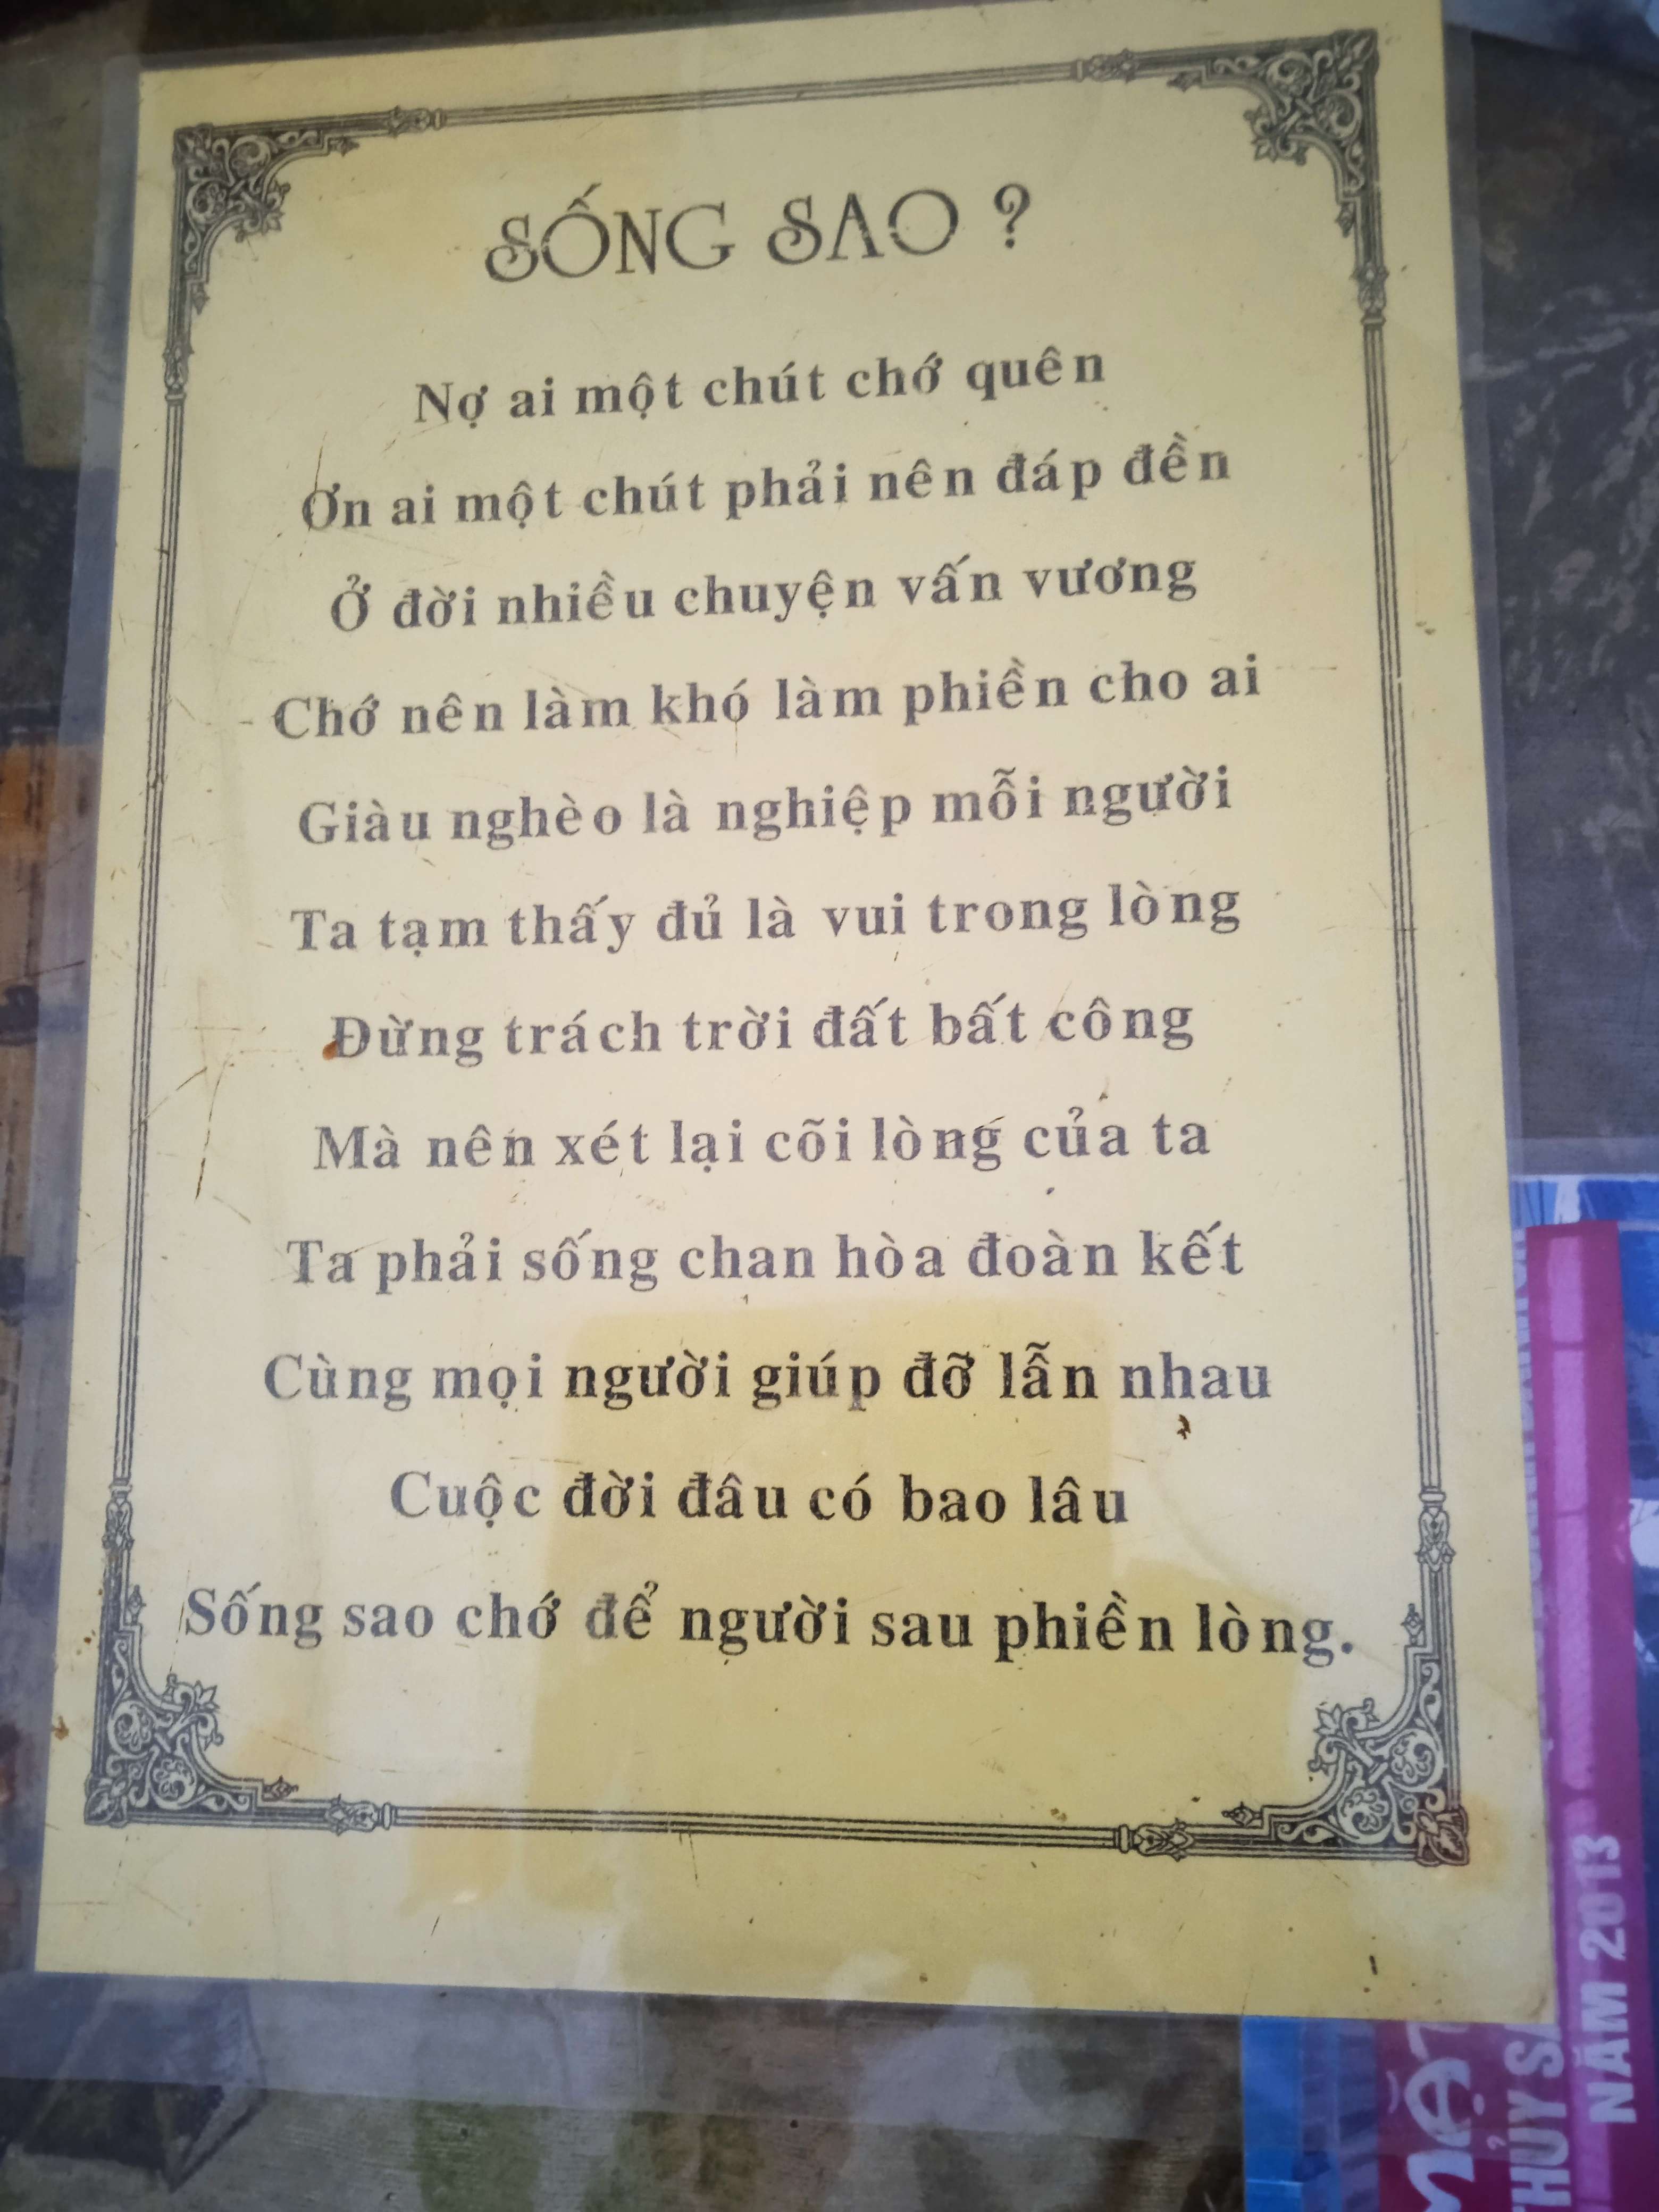 SỐNG SAO ?
Nợ ai một chút chớ quên
Ơn ai một chút phải nên đáp đền
Ở đời nhiều chuyện vấn vương
Chớ nên làm khó làm phiền cho ai
Giàu nghèo là nghiệp mỗi người
Ta tạm thấy đủ là vui trong lòng
Đừng trách trời đất bất công
Mà nên xét lại cõi lòng của ta
Ta phải sống chan hòa đoàn kết
Cùng mọi người giúp đỡ lẫn nhau
Cuộc đời đâu có bao lâu
Sống sao chớ để người sau phiền lòng.
NĂM 2013